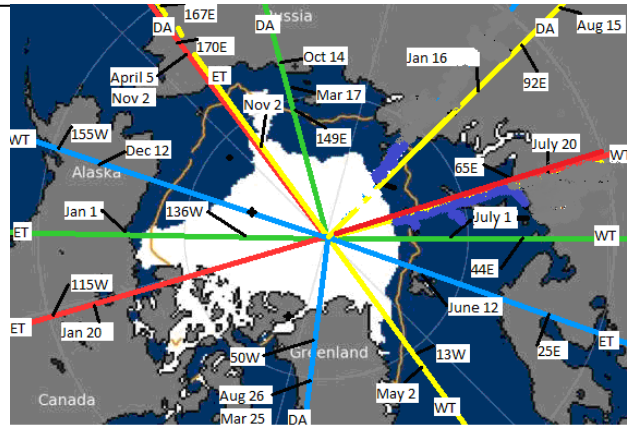 167E
Russia
DA
DA
DA
Aug 15
170E
Oct 14
April 5
ET
Jan 16
92E
Nov 2
Mar 17
Nov 2
WT
155W
149E
July 20
Dec 12
65E
WT
Alaska
Jan 1
136W
July 1
ET
WT
44E
115W
June 12
ET
Jan 20
50W
Greenland
13W
25E
ET
Aug 26
May 2
Canada
Mar 25
DA
WT